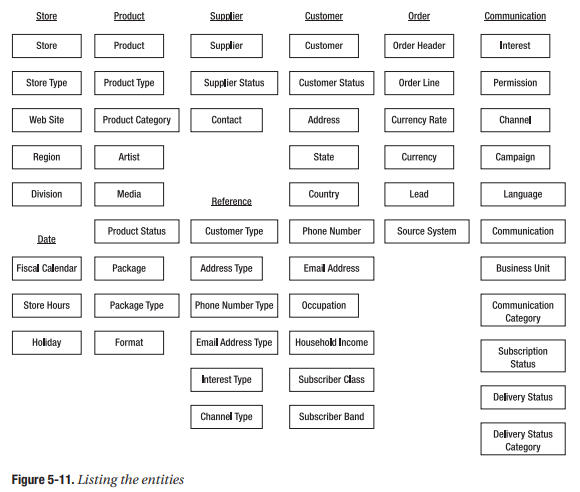 Store
Store
Store Type
Web Site
Region
Division
Date
Fiscal Calendar
Store Hours
Holiday
Product
Product
Product Type
Product Category
Artist
Media
Product Status
Package
Package Type
Format
Supplier
Supplier
Supplier Status
Contact
Reference
Customer Type
Address Type
Phone Number Type
Email Address Type
Interest Type
Channel Type
Customer
Customer
Customer Status
Address
State
Country
Phone Number
Email Address
Occupation
Household Income
Subscriber Class
Subscriber Band
Order
Order Header
Order Line
Currency Rate
Currency
Lead
Source System
Communication
Interest
Permission
Channel
Campaign
Language
Communication
Business Unit
Communication
Category
Subscription
Status
Delivery Status
Delivery Status
Category
Figure 5-11. Listing the entities